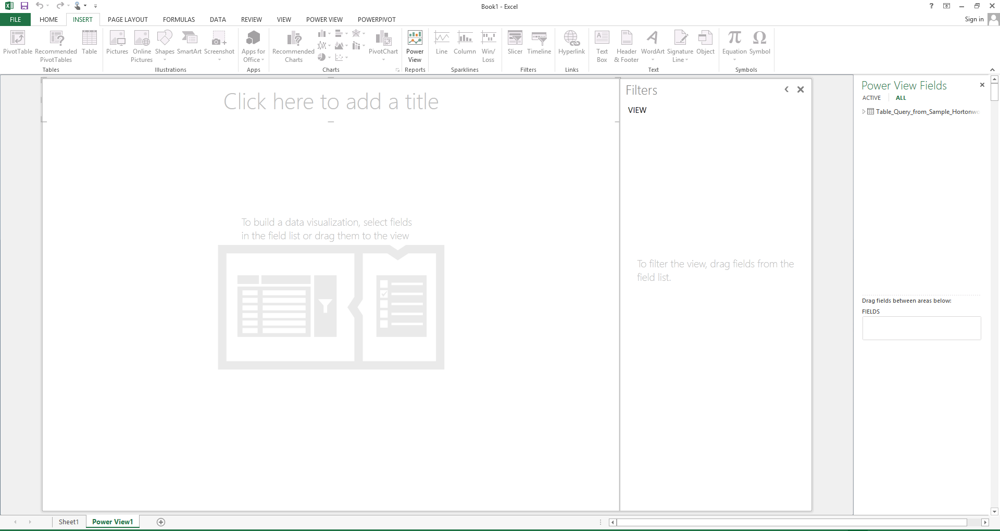 Book1 - Excel
?
FILE HOME INSERT PAGE LAYOUT FORMULAS DATA REVIEW VIEW POWER VIEW POWERPIVOT
Sign in
PivotTable
Recommended
PivotTables
Table
Tables
Pictures
Online
Pictures
Shapes
SmartArt
Screenshot
Illustrations
Apps for
Office
Apps
Recommended
Charts
PivotChart
Charts
Power
View
Reports
Line
Column
Win/
Loss
Sparklines
Slicer
Timeline
Filters
Hyperlink
Links
Text
Box
Header
& Footer
WordArt
Signature
Line
Object
Text
π
Equation
Ω
Symbol
Symbols
Click here to add a title
To build a data visualization, select fields
in the field list or drag them to the view
Filters
VIEW
To filter the view, drag fields from the
field list.
Power View Fields
ACTIVE ALL
Table_Query_from_Sample_Hortonwo
Drag fields between areas below:
FIELDS
Sheet1 Power View1